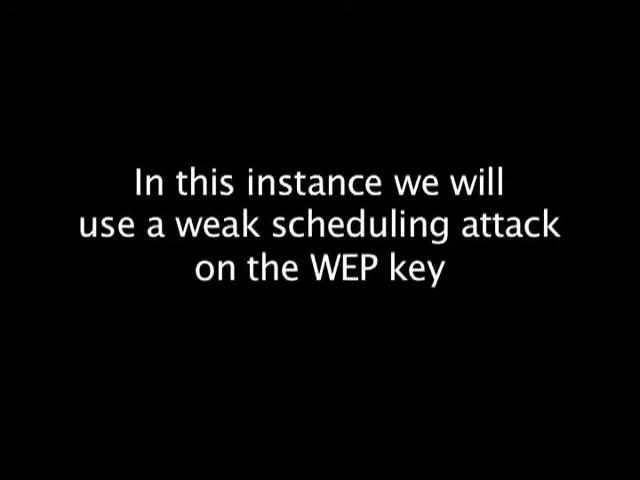 In this instance we will
use a weak scheduling attack
on the WEP key